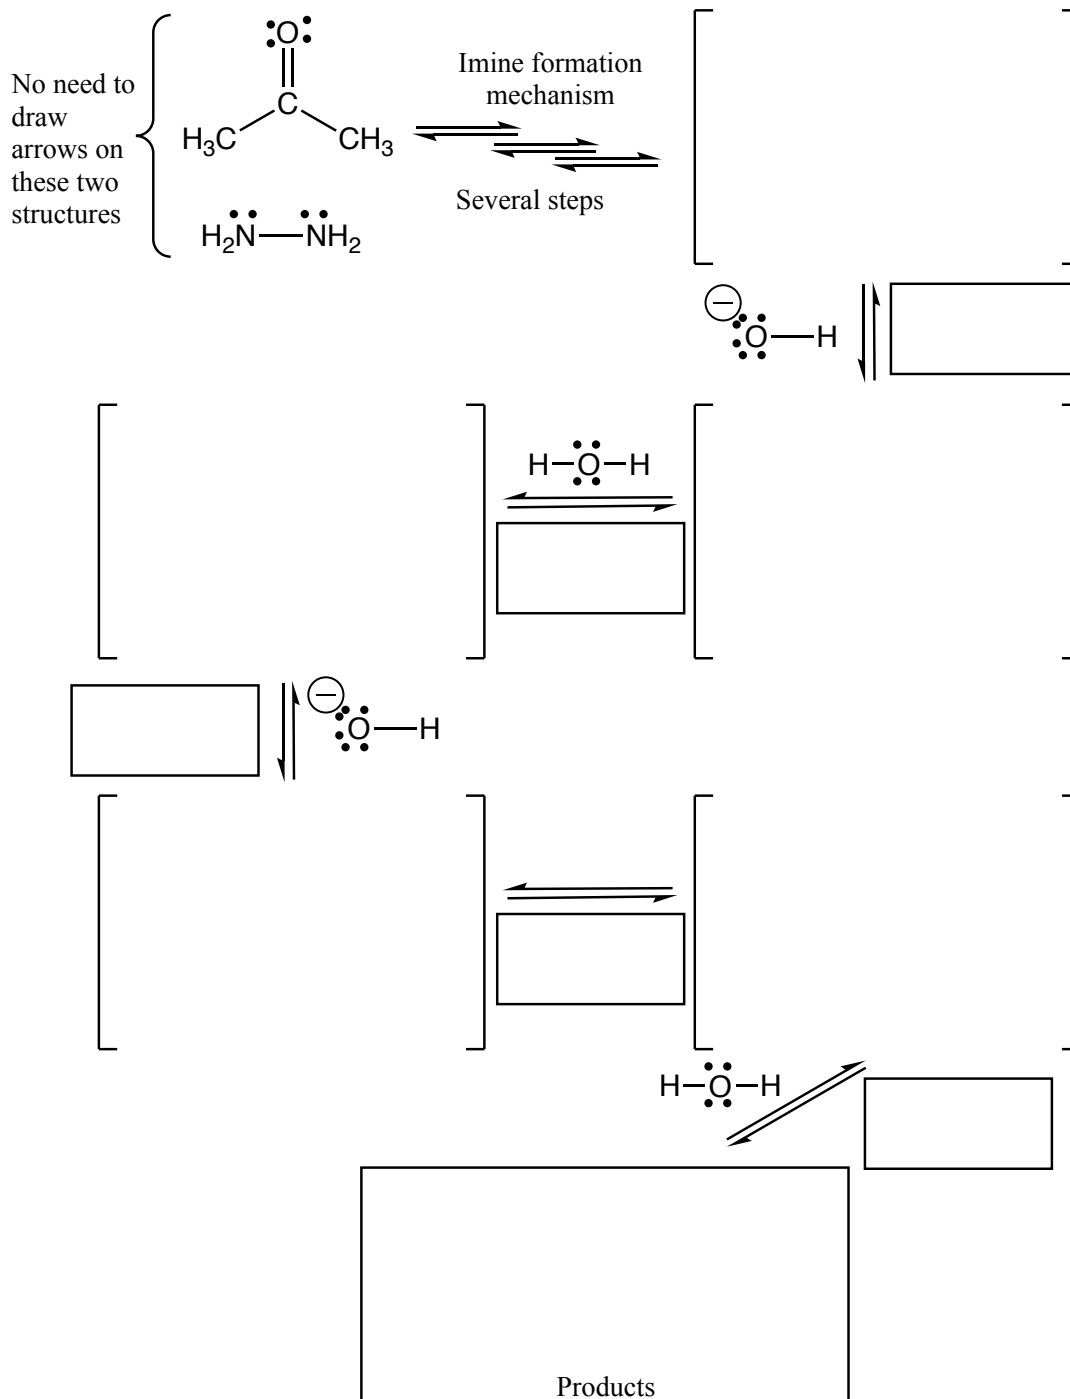 No need to
draw
arrows on
these two
structures
O
C
H₃C
CH₃
H₂N—NH₂
Imine formation
mechanism
Several steps
− O—H
H—O—H
− O—H
H—O—H
Products